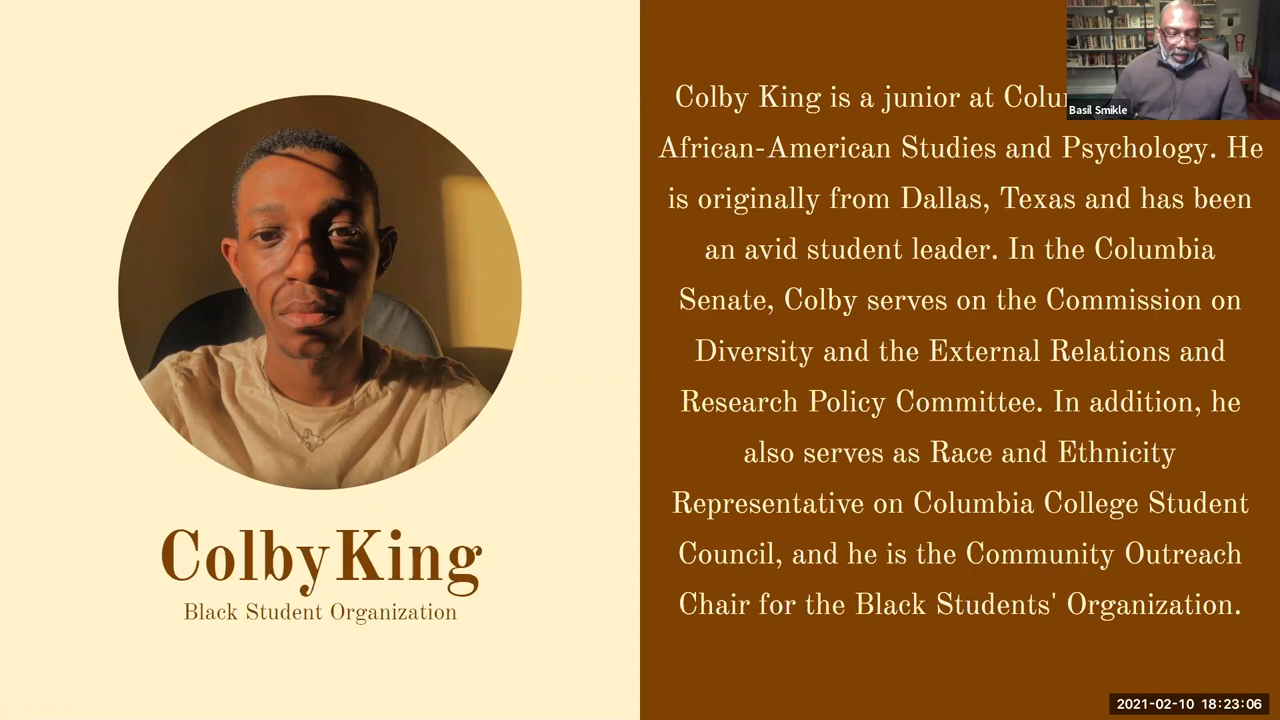 Colby King is a junior at
African-American Studies and Psychology. He
is originally from Dallas, Texas and has been
an avid student leader. In the Columbia
Senate, Colby serves on the Commission on
Diversity and the External Relations and
Research Policy Committee. In addition, he
also serves as Race and Ethnicity
Representative on Columbia College Student
Council, and he is the Community Outreach
Chair for the Black Students' Organization.
Colby King
Black Student Organization
Basil Smikle
2021-02-10 18:23:06